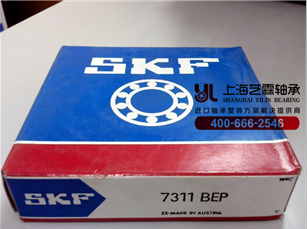 SKF
上海艺霖轴承
SHANGHAI YILIN BEARING
进口轴承整体方案解决提供商
400-666-2546
SKF
7311 BEP
23-MADE IN AUSTRIA